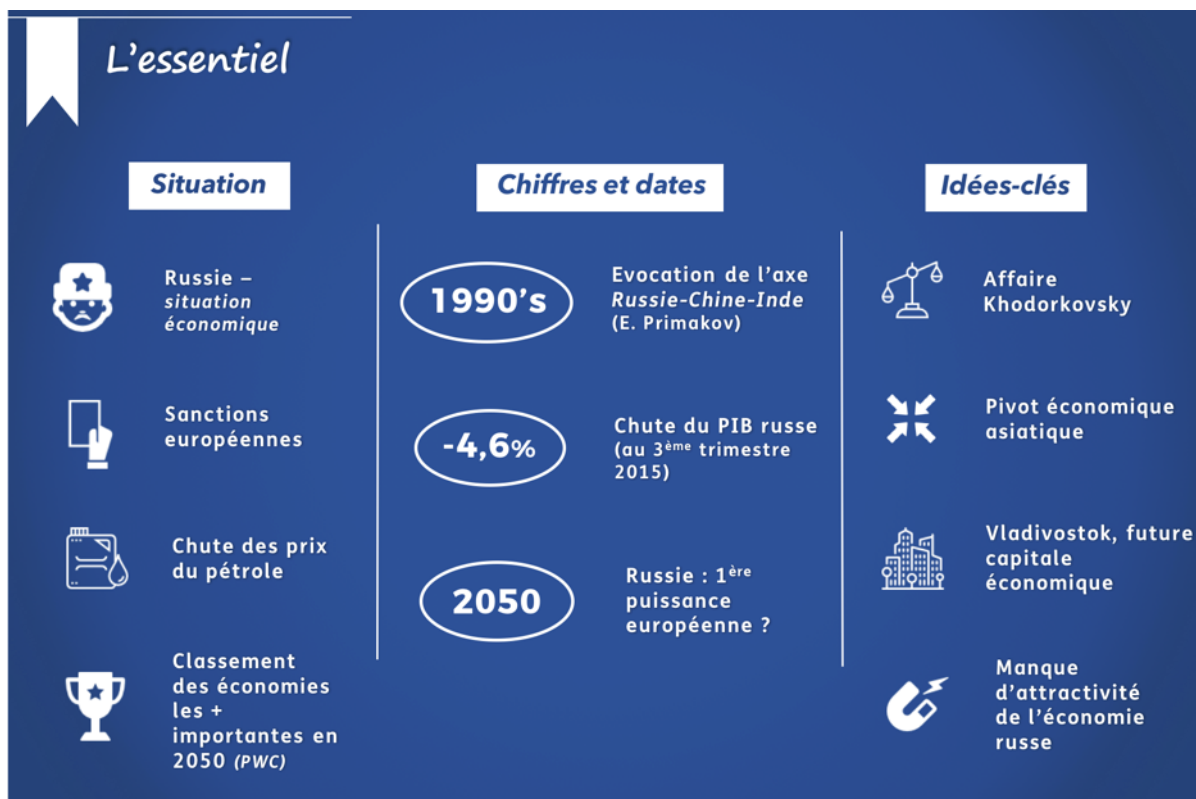 L'essentiel
Situation
Russie –
situation
économique
Sanctions
européennes
Chute des prix
du pétrole
Classement
des économies
les +
importantes en
2050 (PWC)
Chiffres et dates
1990's
Evocation de l'axe
Russie-Chine-Inde
(E. Primakov)
-4,6%
Chute du PIB russe
(au 3ème trimestre
2015)
2050
Russie : 1ère
puissance
européenne ?
Idées-clés
Affaire
Khodorkovsky
Pivot économique
asiatique
Vladivostok, future
capitale
économique
Manque
d'attractivité
de l'économie
russe